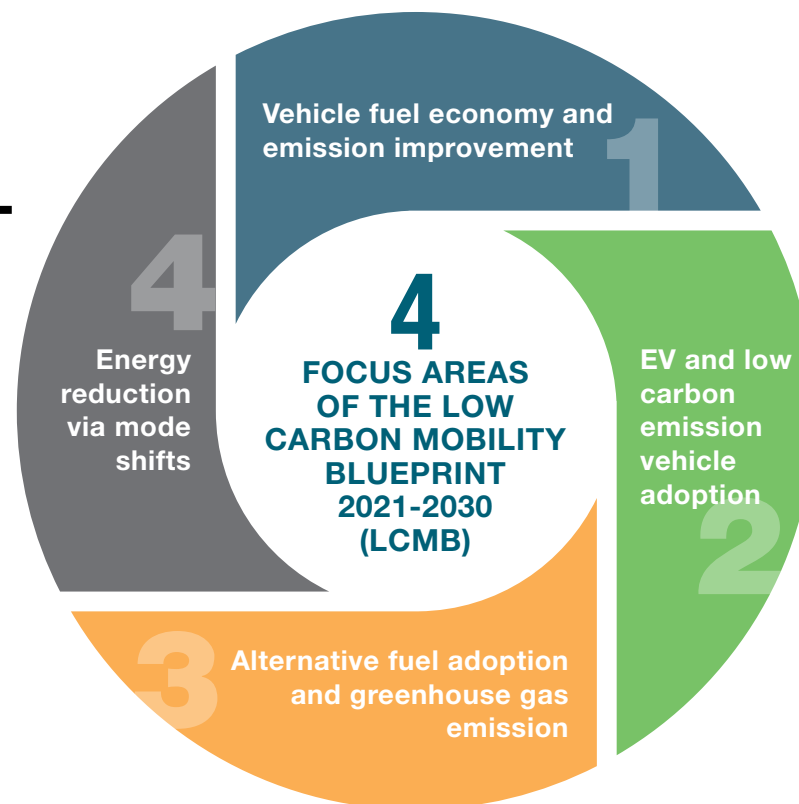 4
FOCUS AREAS
OF THE LOW
CARBON MOBILITY
BLUEPRINT
2021-2030
(LCMB)
1
Vehicle fuel economy and
emission improvement
2
EV and low
carbon
emission
vehicle
adoption
3
Alternative fuel adoption
and greenhouse gas
emission
4
Energy
reduction
via mode
shifts